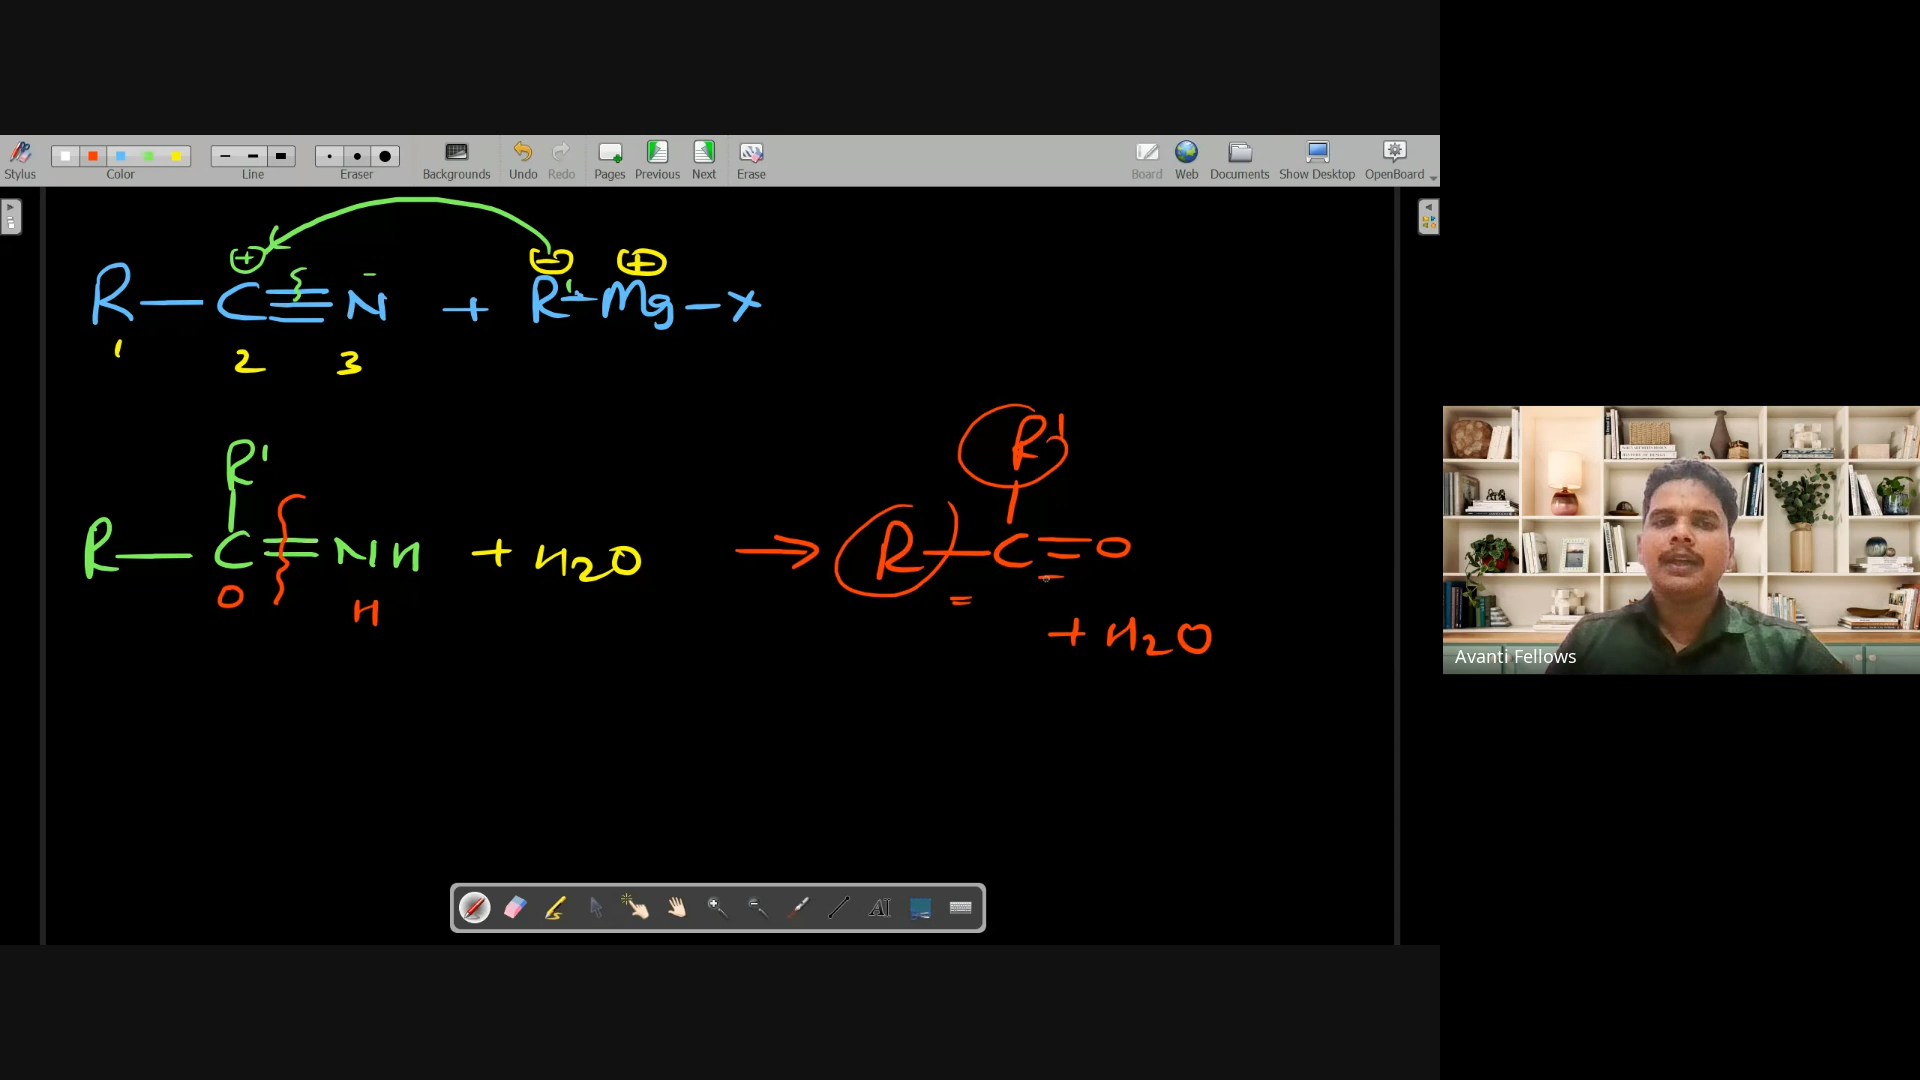 Stylus Color Line Eraser Backgrounds Undo Redo Pages Previous Next Erase Board Web Documents Show Desktop OpenBoard
R — C ≡ N + R' — Mg — X
⊕ - ⊖ ⊕
1 2 3
R'
R — C = NH + H2O → R — C = O
O H
R'
+ H2O
AI
Avanti Fellows